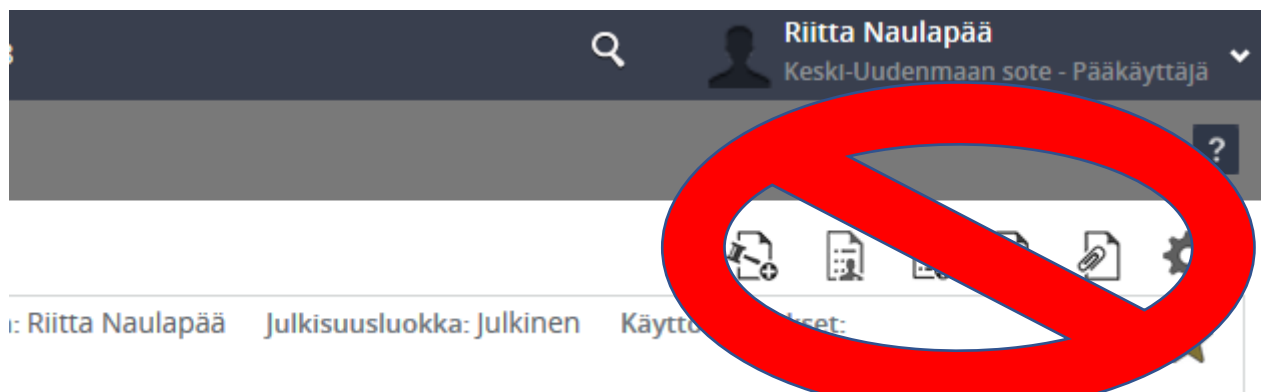 Riitta Naulapää
Keski-Uudenmaan sote - Pääkäyttäjä
?
: Riitta Naulapää Julkisuusluokka: Julkinen